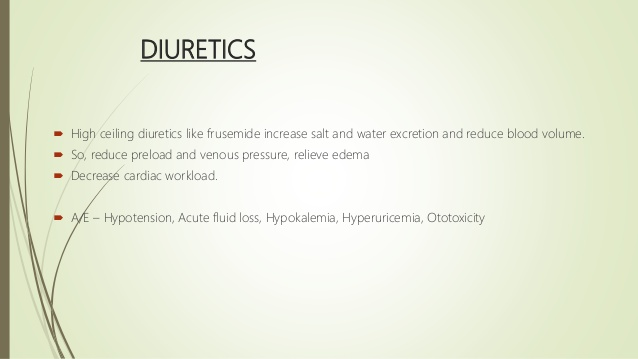 DIURETICS
High ceiling diuretics like frusemide increase salt and water excretion and reduce blood volume.
So, reduce preload and venous pressure, relieve edema
Decrease cardiac workload.
A/E – Hypotension, Acute fluid loss, Hypokalemia, Hyperuricemia, Ototoxicity